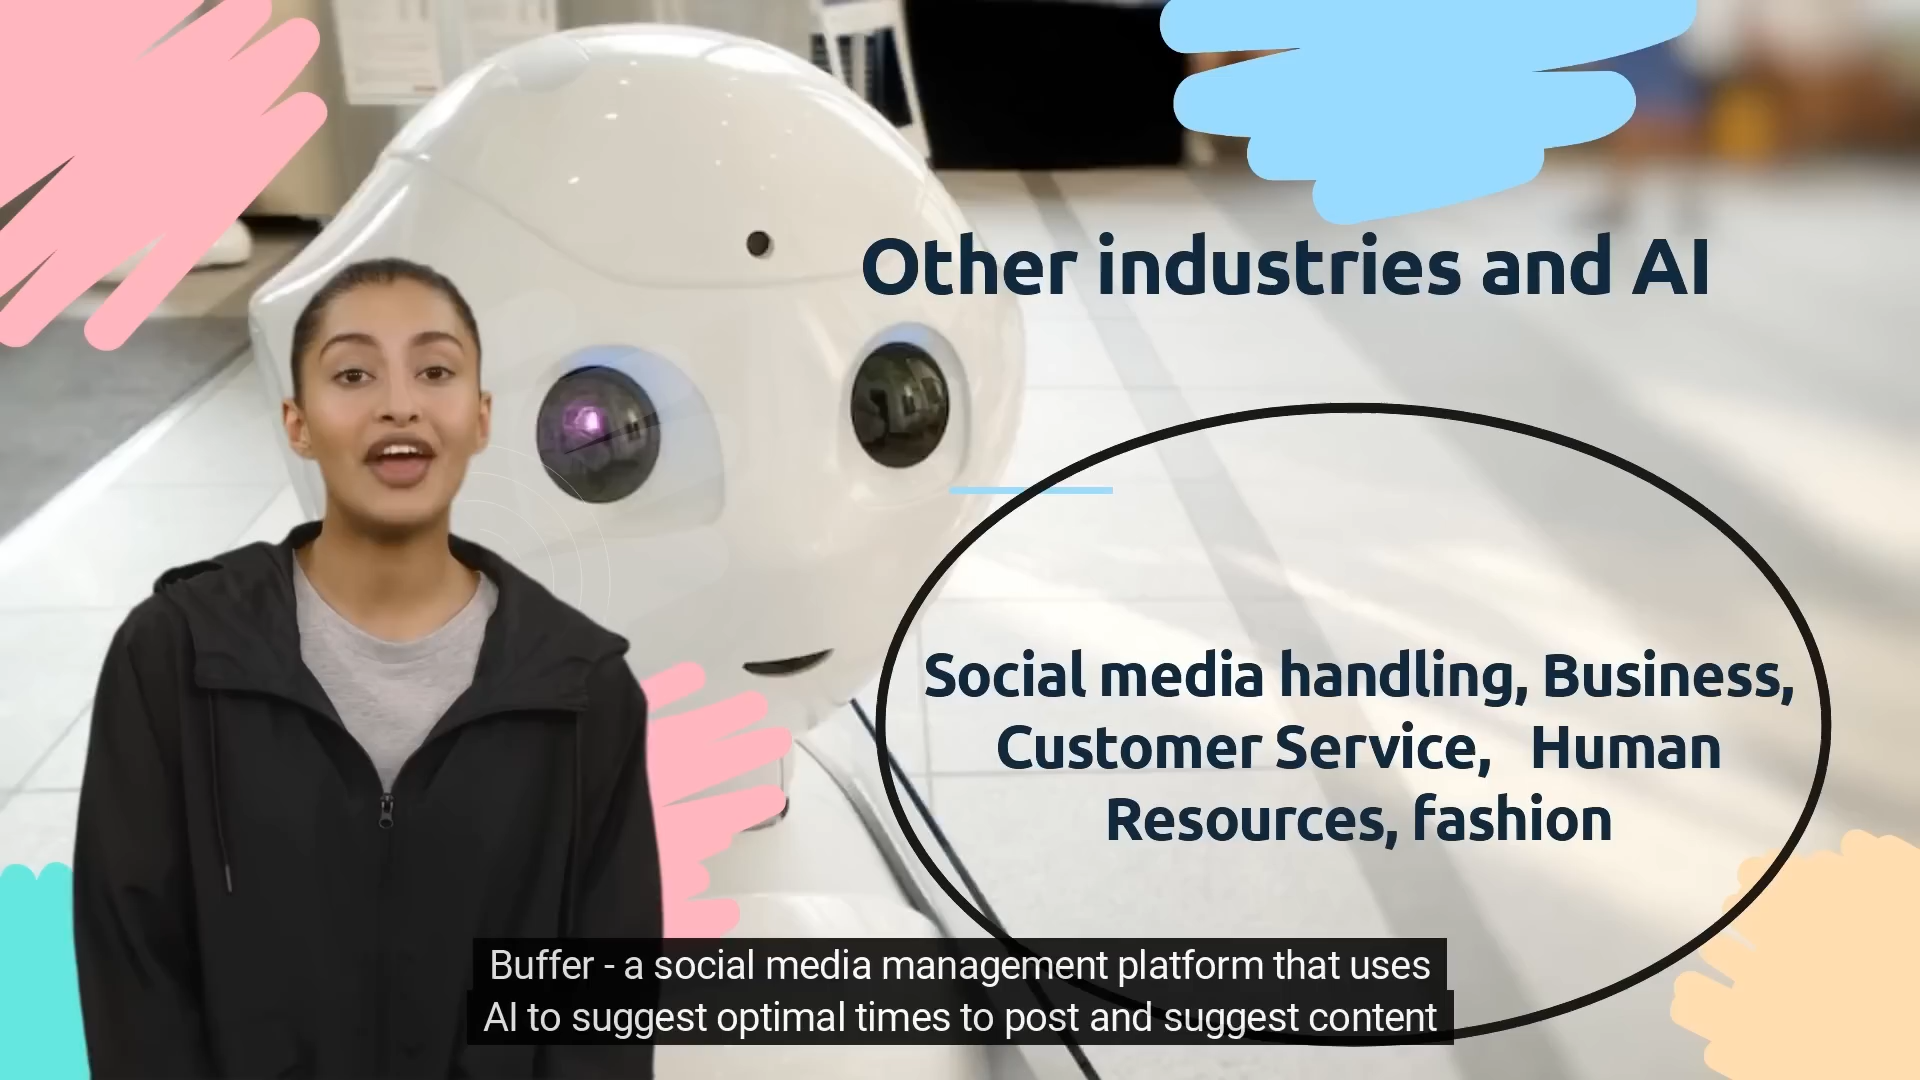 Other industries and AI
Social media handling, Business,
Customer Service, Human
Resources, fashion
Buffer - a social media management platform that uses
AI to suggest optimal times to post and suggest content